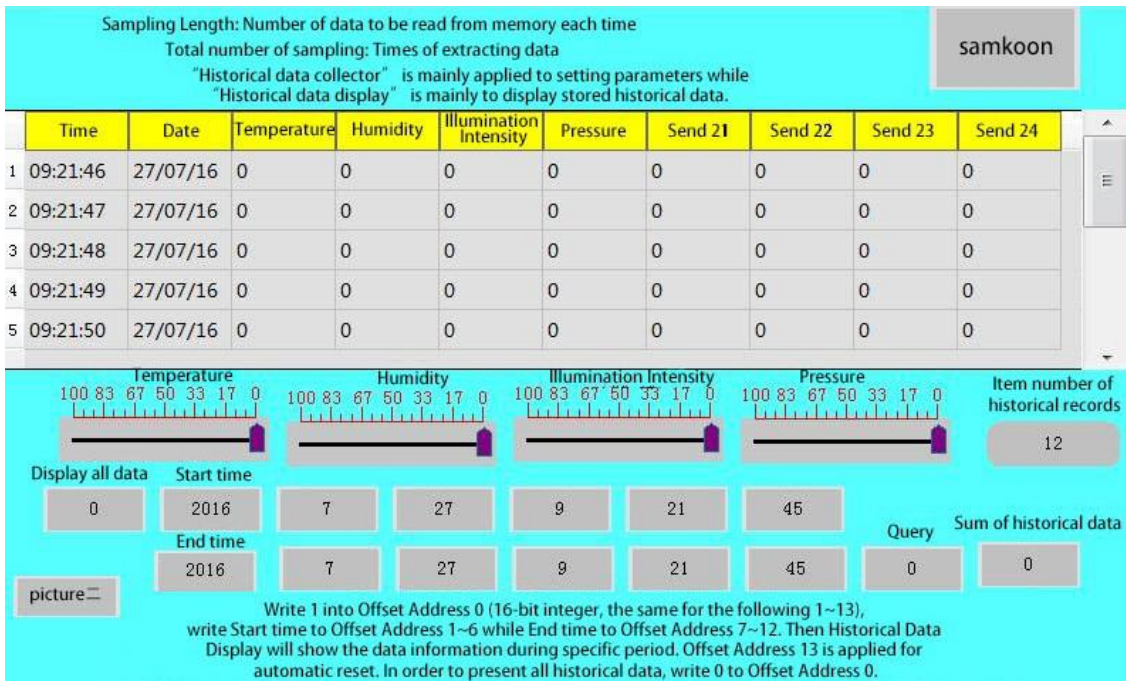 Sampling Length: Number of data to be read from memory each time
Total number of sampling: Times of extracting data
“Historical data collector” is mainly applied to setting parameters while
“Historical data display” is mainly to display stored historical data.
samkoon
Time Date Temperature Humidity Illumination Intensity Pressure Send 21 Send 22 Send 23 Send 24
1 09:21:46 27/07/16 0 0 0 0 0 0 0 0
2 09:21:47 27/07/16 0 0 0 0 0 0 0 0
3 09:21:48 27/07/16 0 0 0 0 0 0 0 0
4 09:21:49 27/07/16 0 0 0 0 0 0 0 0
5 09:21:50 27/07/16 0 0 0 0 0 0 0 0
Temperature Humidity Illumination Intensity Pressure
100 83 67 50 33 17 0 100 83 67 50 33 17 0 100 83 67 50 33 17 0 100 83 67 50 33 17 0
Item number of
historical records
12
Display all data Start time
0 2016 7 27 9 21 45
End time Query Sum of historical data
2016 7 27 9 21 45 0 0
picture二
Write 1 into Offset Address 0 (16-bit integer, the same for the following 1~13),
write Start time to Offset Address 1~6 while End time to Offset Address 7~12. Then Historical Data
Display will show the data information during specific period. Offset Address 13 is applied for
automatic reset. In order to present all historical data, write 0 to Offset Address 0.